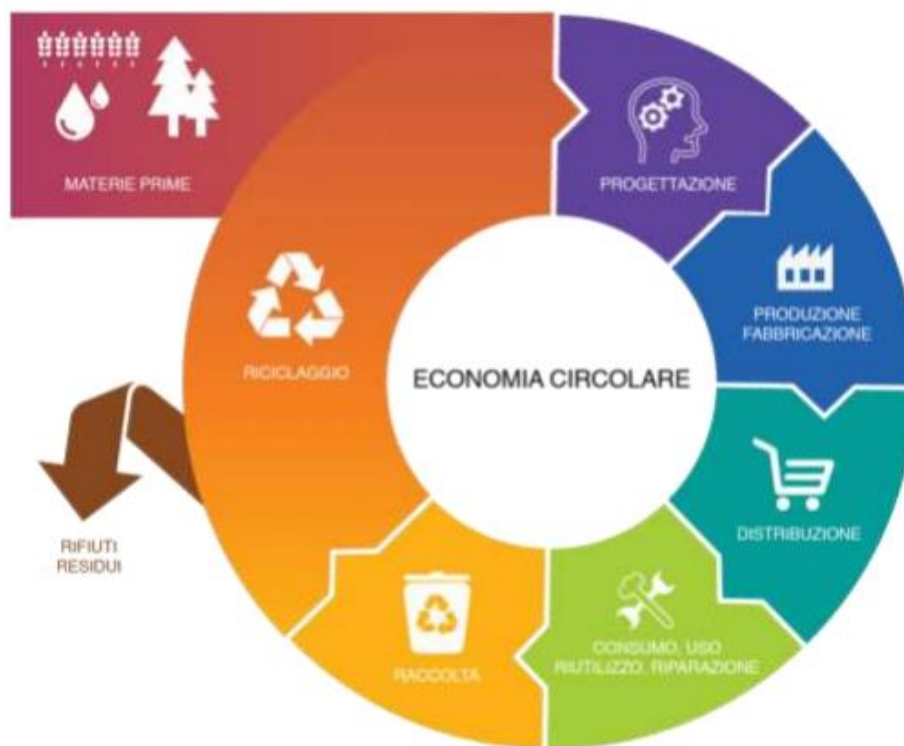 MATERIE PRIME
PROGETTAZIONE
PRODUZIONE
FABBRICAZIONE
RICICLAGGIO
ECONOMIA CIRCOLARE
DISTRIBUZIONE
RIFIUTI
RESIDUI
CONSUMO, USO
RIUTILIZZO, RIPARAZIONE
RACCOLTA